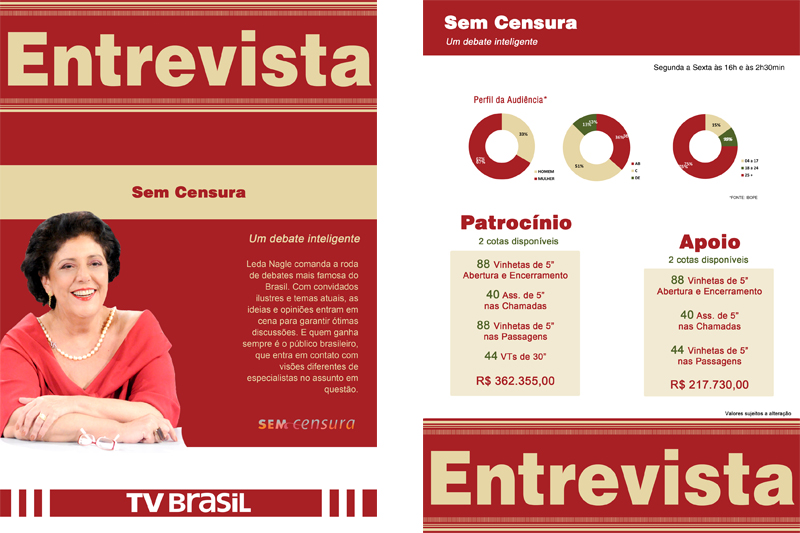 Entrevista
Sem Censura
Um debate inteligente
Leda Nagle comanda a roda
de debates mais famosa do
Brasil. Com convidados
ilustres e temas atuais, as
ideias e opiniões entram em
cena para garantir ótimas
discussões. E quem ganha
sempre é o público brasileiro,
que entra em contato com
visões diferentes de
especialistas no assunto em
questão.
SEM censura
TV BRASIL
Sem Censura
Um debate inteligente
Segunda a Sexta às 16h e às 2h30min
Perfil da Audiência*
33%
HOMEM
MULHER
51%
AB
C
DE
15%
04 a 17
18 a 24
25 +
*FONTE: IBOPE
Patrocínio
2 cotas disponíveis
88 Vinhetas de 5"
Abertura e Encerramento
40 Ass. de 5"
nas Chamadas
88 Vinhetas de 5"
nas Passagens
44 VTs de 30"
R$ 362.355,00
Apoio
2 cotas disponíveis
88 Vinhetas de 5"
Abertura e Encerramento
40 Ass. de 5"
nas Chamadas
44 Vinhetas de 5"
nas Passagens
R$ 217.730,00
Valores sujeitos a alteração
Entrevista